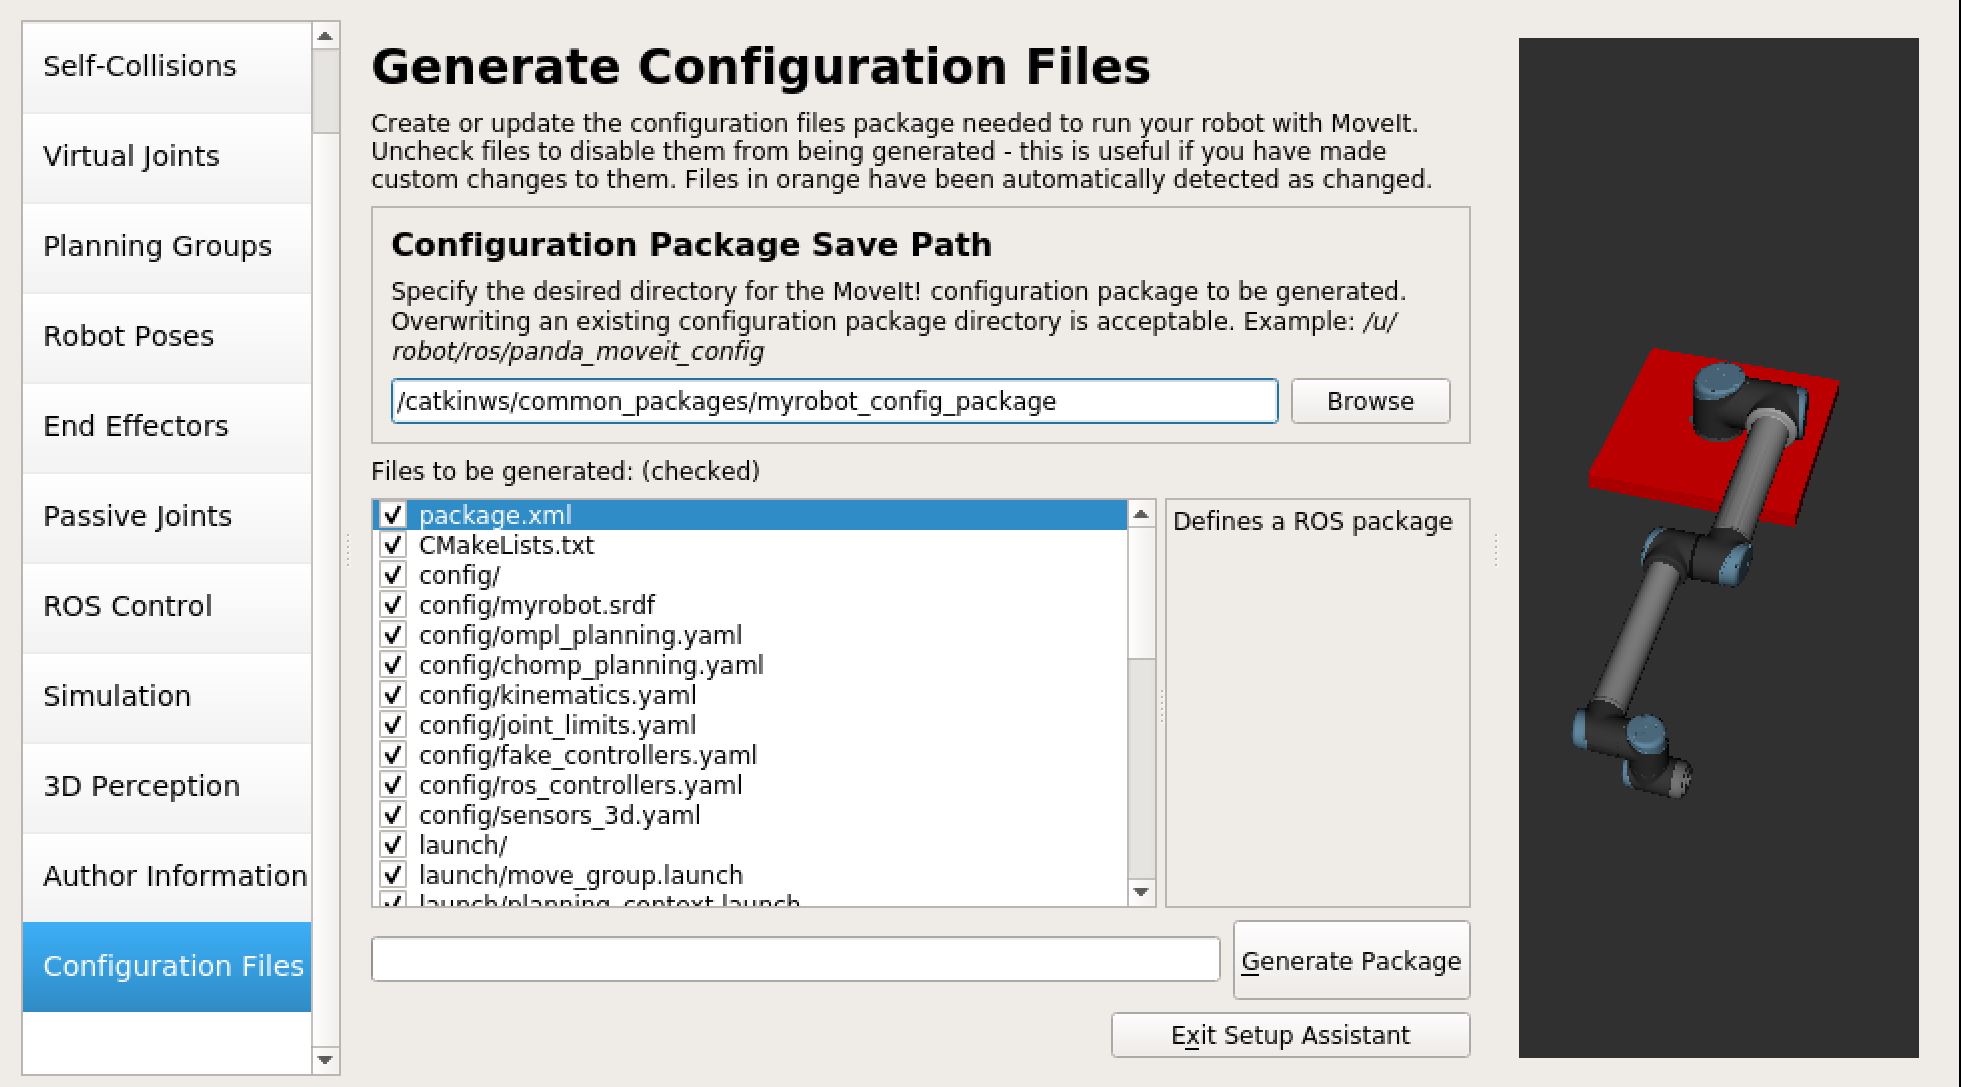 Self-Collisions
Virtual Joints
Planning Groups
Robot Poses
End Effectors
Passive Joints
ROS Control
Simulation
3D Perception
Author Information
Configuration Files
Generate Configuration Files
Create or update the configuration files package needed to run your robot with MoveIt.
Uncheck files to disable them from being generated - this is useful if you have made
custom changes to them. Files in orange have been automatically detected as changed.
Configuration Package Save Path
Specify the desired directory for the MoveIt! configuration package to be generated.
Overwriting an existing configuration package directory is acceptable. Example: /u/
robot/ros/panda_moveit_config
/catkinws/common_packages/myrobot_config_package
Browse
Files to be generated: (checked)
package.xml
CMakeLists.txt
config/
config/myrobot.srdf
config/ompl_planning.yaml
config/chomp_planning.yaml
config/kinematics.yaml
config/joint_limits.yaml
config/fake_controllers.yaml
config/ros_controllers.yaml
config/sensors_3d.yaml
launch/
launch/move_group.launch
launch/planning_context.launch
Defines a ROS package
Generate Package
Exit Setup Assistant